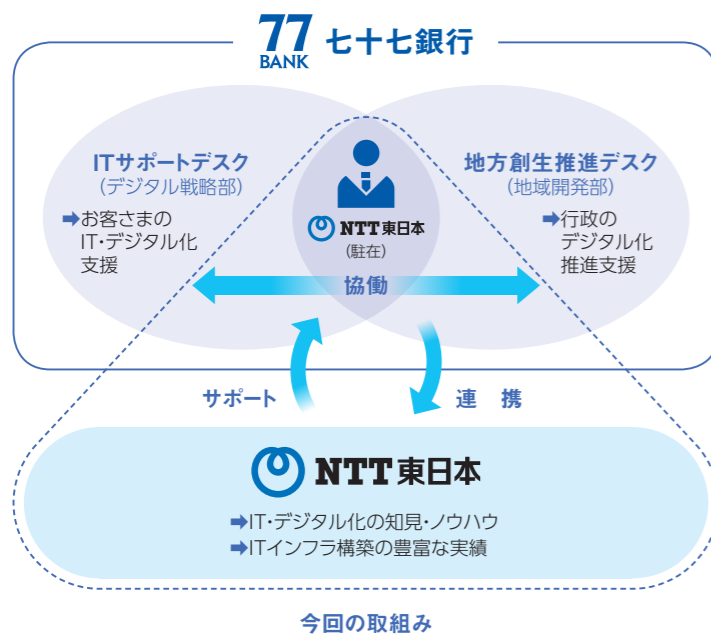 77
BANK
七十七銀行
ITサポートデスク
(デジタル戦略部)
➡お客さまの
IT・デジタル化
支援
NTT東日本
(駐在)
地方創生推進デスク
(地域開発部)
➡行政の
デジタル化
推進支援
協働
サポート
連 携
NTT東日本
➡IT・デジタル化の知見・ノウハウ
➡ITインフラ構築の豊富な実績
今回の取組み